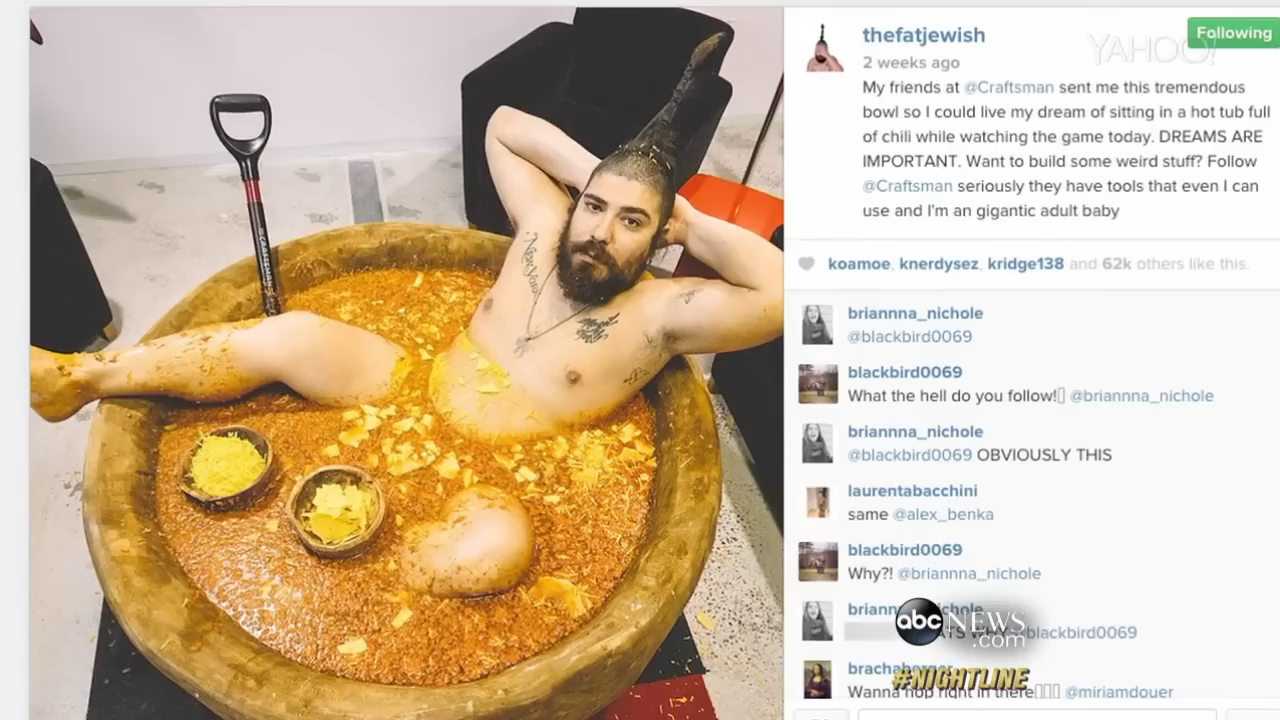 thefatjewish
Following
YAHOO!
2 weeks ago
My friends at @Craftsman sent me this tremendous
bowl so I could live my dream of sitting in a hot tub full
of chili while watching the game today. DREAMS ARE
IMPORTANT. Want to build some weird stuff? Follow
@Craftsman seriously they have tools that even I can
use and I'm an gigantic adult baby
koamoe, knerdysez, kridge138 and 62k others like this.
briannna_nichole
@blackbird0069
blackbird0069
What the hell do you follow! @briannna_nichole
briannna_nichole
@blackbird0069 OBVIOUSLY THIS
laurentabacchini
same @alex_benka
blackbird0069
Why?! @briannna_nichole
briannna_nichole
blackbird0069
abc NEWS
.com
#NIGHTLINE
Wanna hop right in there @miriamdouer
CRAFTSMAN
New York